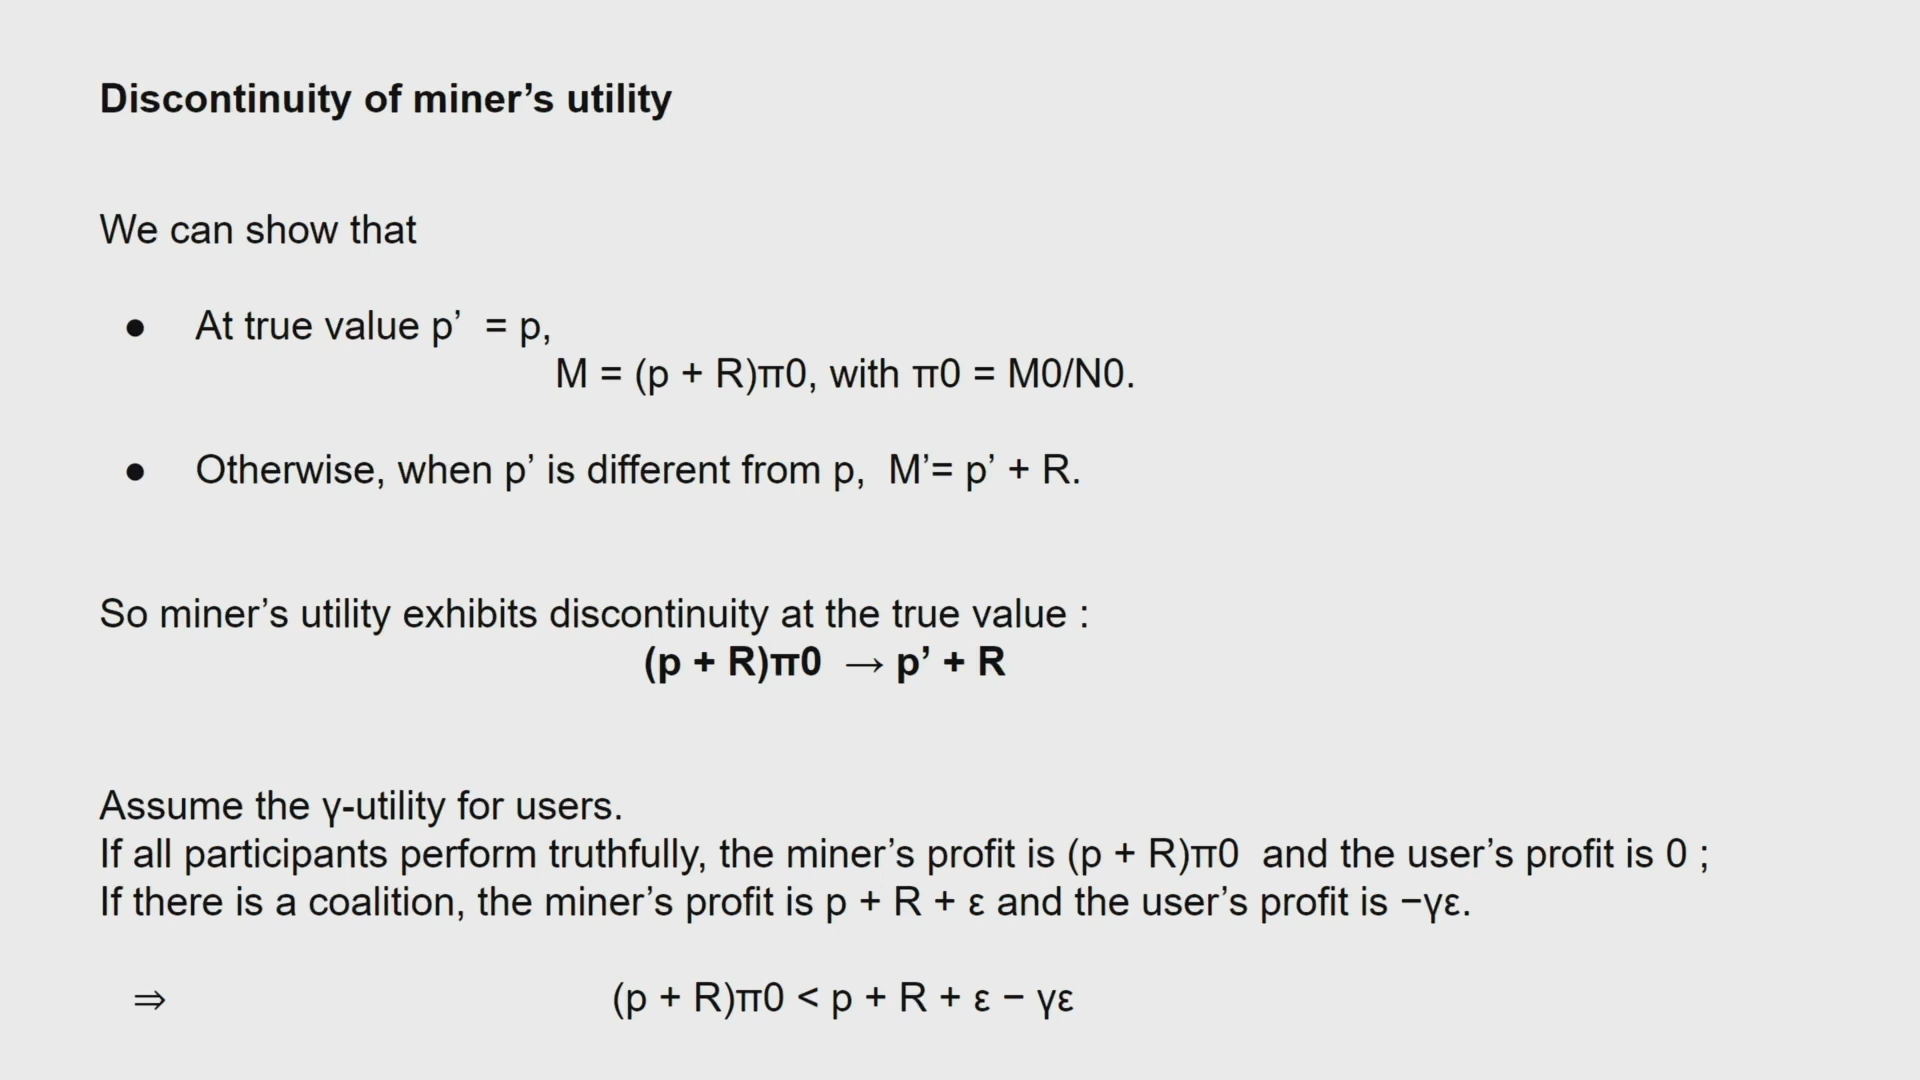 Discontinuity of miner’s utility
We can show that
● At true value p’ = p,
M = (p + R)π0, with π0 = M0/N0.
● Otherwise, when p’ is different from p, M’= p’ + R.
So miner’s utility exhibits discontinuity at the true value :
(p + R)π0 → p’ + R
Assume the γ-utility for users.
If all participants perform truthfully, the miner’s profit is (p + R)π0 and the user’s profit is 0 ;
If there is a coalition, the miner’s profit is p + R + ε and the user’s profit is −γε.
⇒ (p + R)π0 < p + R + ε − γε